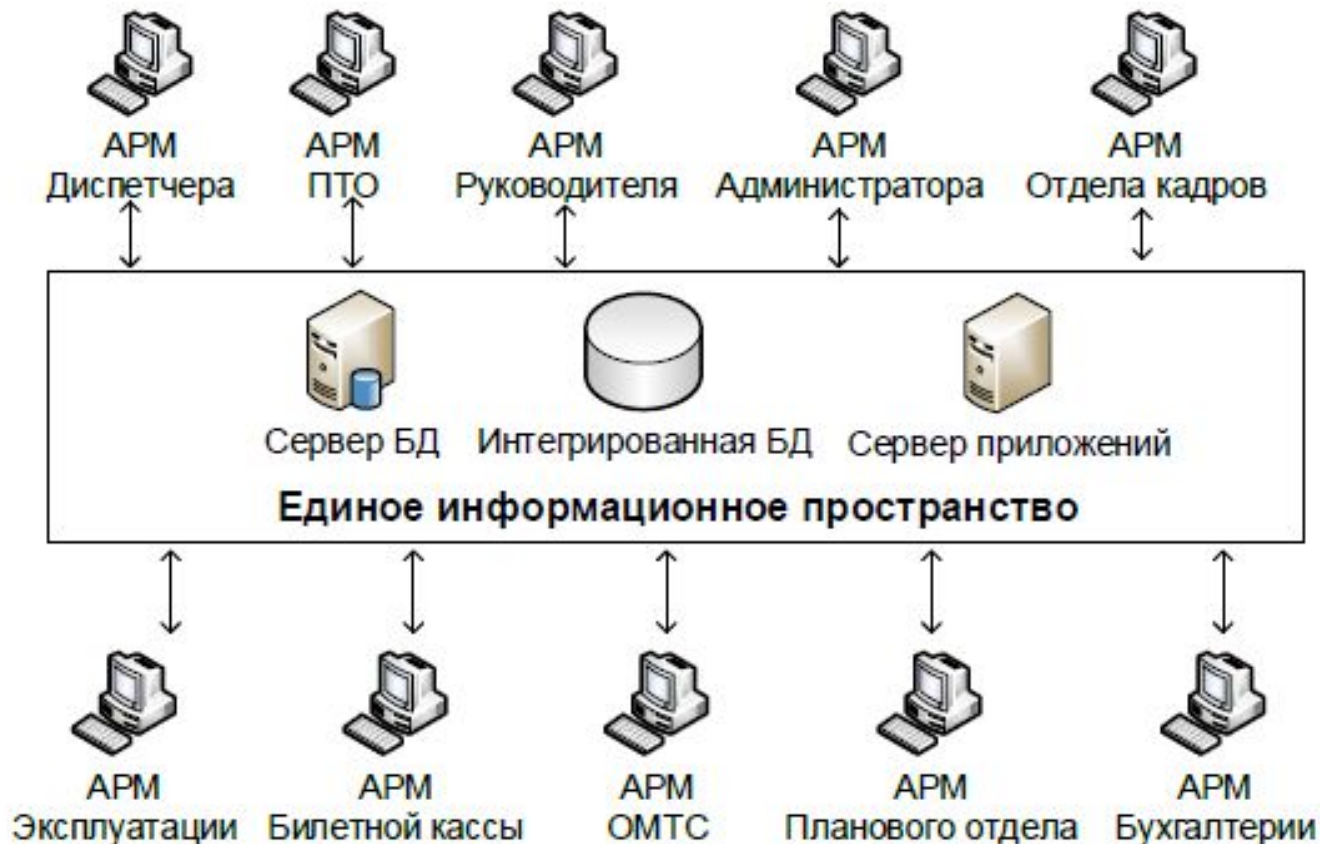 АРМ
Диспетчера
АРМ
ПТО
АРМ
Руководителя
АРМ
Администратора
АРМ
Отдела кадров
Сервер БД
Интегрированная БД
Сервер приложений
Единое информационное пространство
АРМ
Эксплуатации
АРМ
Билетной кассы
АРМ
ОМТС
АРМ
Планового отдела
АРМ
Бухгалтерии